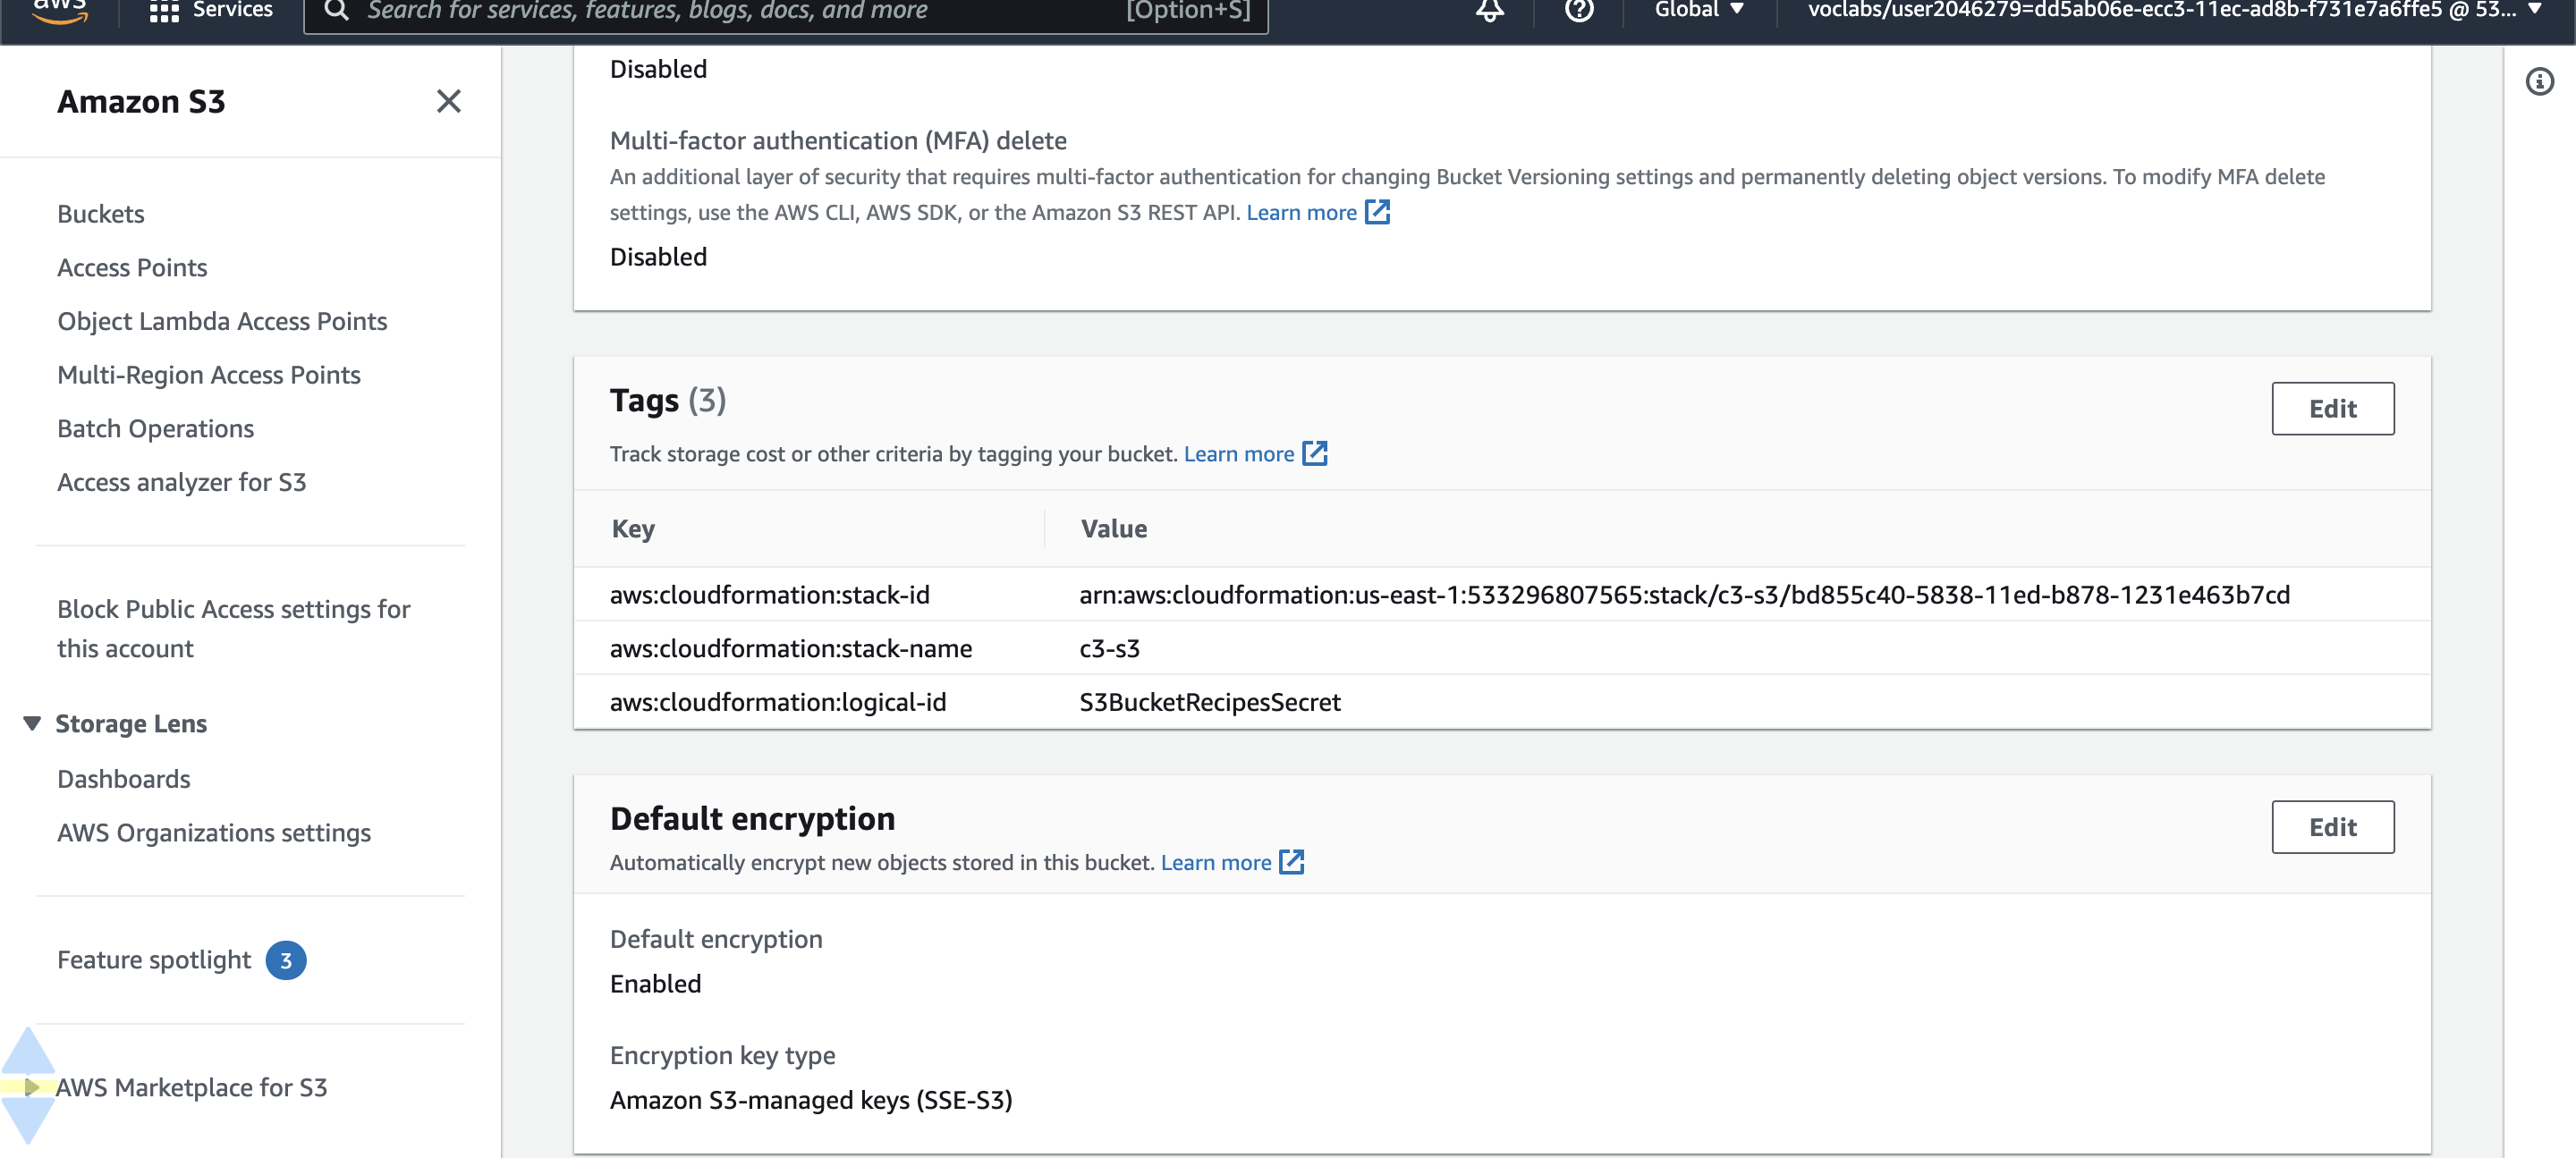 aws
Services
Search for services, features, blogs, docs, and more
[Option+S]
Global
voclabs/user2046279=dd5ab06e-ecc3-11ec-ad8b-f731e7a6ffe5 @ 53...
Amazon S3
Buckets
Access Points
Object Lambda Access Points
Multi-Region Access Points
Batch Operations
Access analyzer for S3
Block Public Access settings for
this account
Storage Lens
Dashboards
AWS Organizations settings
Feature spotlight 3
AWS Marketplace for S3
Disabled
Multi-factor authentication (MFA) delete
An additional layer of security that requires multi-factor authentication for changing Bucket Versioning settings and permanently deleting object versions. To modify MFA delete
settings, use the AWS CLI, AWS SDK, or the Amazon S3 REST API. Learn more
Disabled
Tags (3)
Edit
Track storage cost or other criteria by tagging your bucket. Learn more
Key Value
aws:cloudformation:stack-id arn:aws:cloudformation:us-east-1:533296807565:stack/c3-s3/bd855c40-5838-11ed-b878-1231e463b7cd
aws:cloudformation:stack-name c3-s3
aws:cloudformation:logical-id S3BucketRecipesSecret
Default encryption
Edit
Automatically encrypt new objects stored in this bucket. Learn more
Default encryption
Enabled
Encryption key type
Amazon S3-managed keys (SSE-S3)